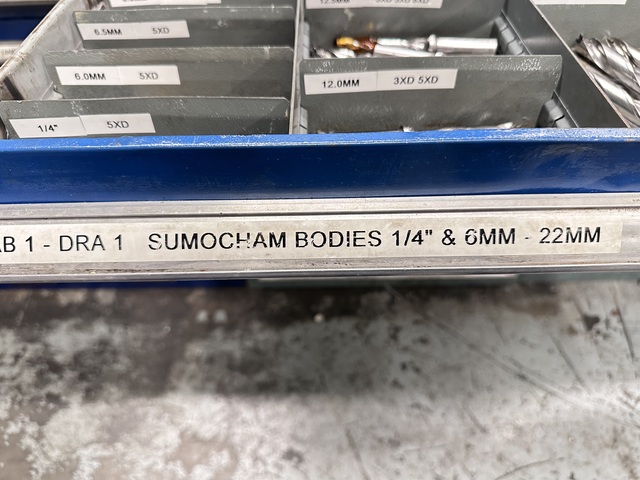 6.5MM 5XD
6.0MM 5XD
1/4" 5XD
12.0MM 3XD 5XD
AB 1 - DRA 1 SUMOCHAM BODIES 1/4" & 6MM - 22MM